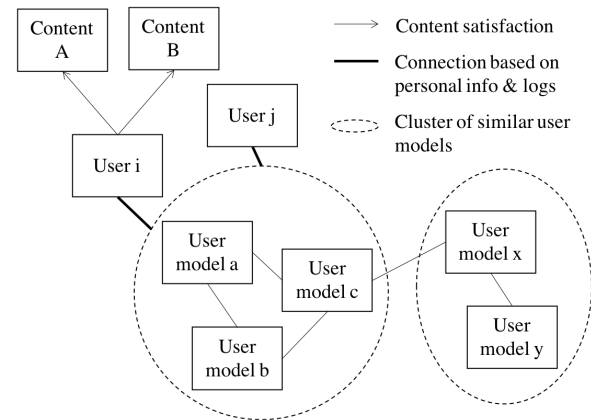 Content
A
Content
B
User i
User j
User
model a
User
model b
User
model c
User
model x
User
model y
Content satisfaction
Connection based on
personal info & logs
Cluster of similar user
models